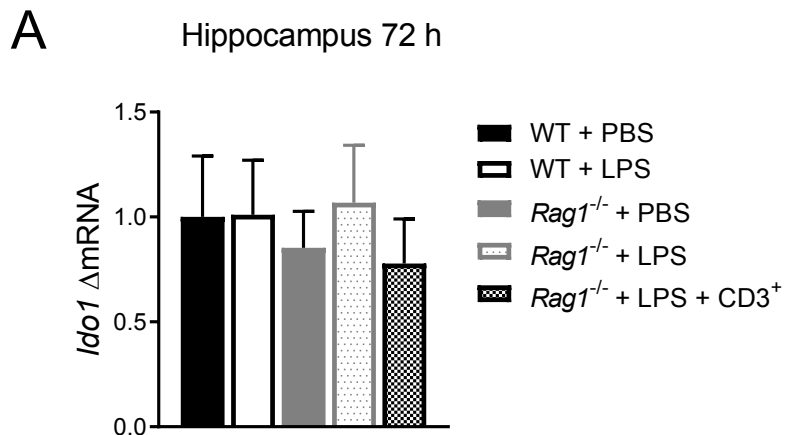 A
Hippocampus 72 h
Ido1 ΔmRNA
1.5
1.0
0.5
0.0
WT + PBS
WT + LPS
Rag1-/- + PBS
Rag1-/- + LPS
Rag1-/- + LPS + CD3+